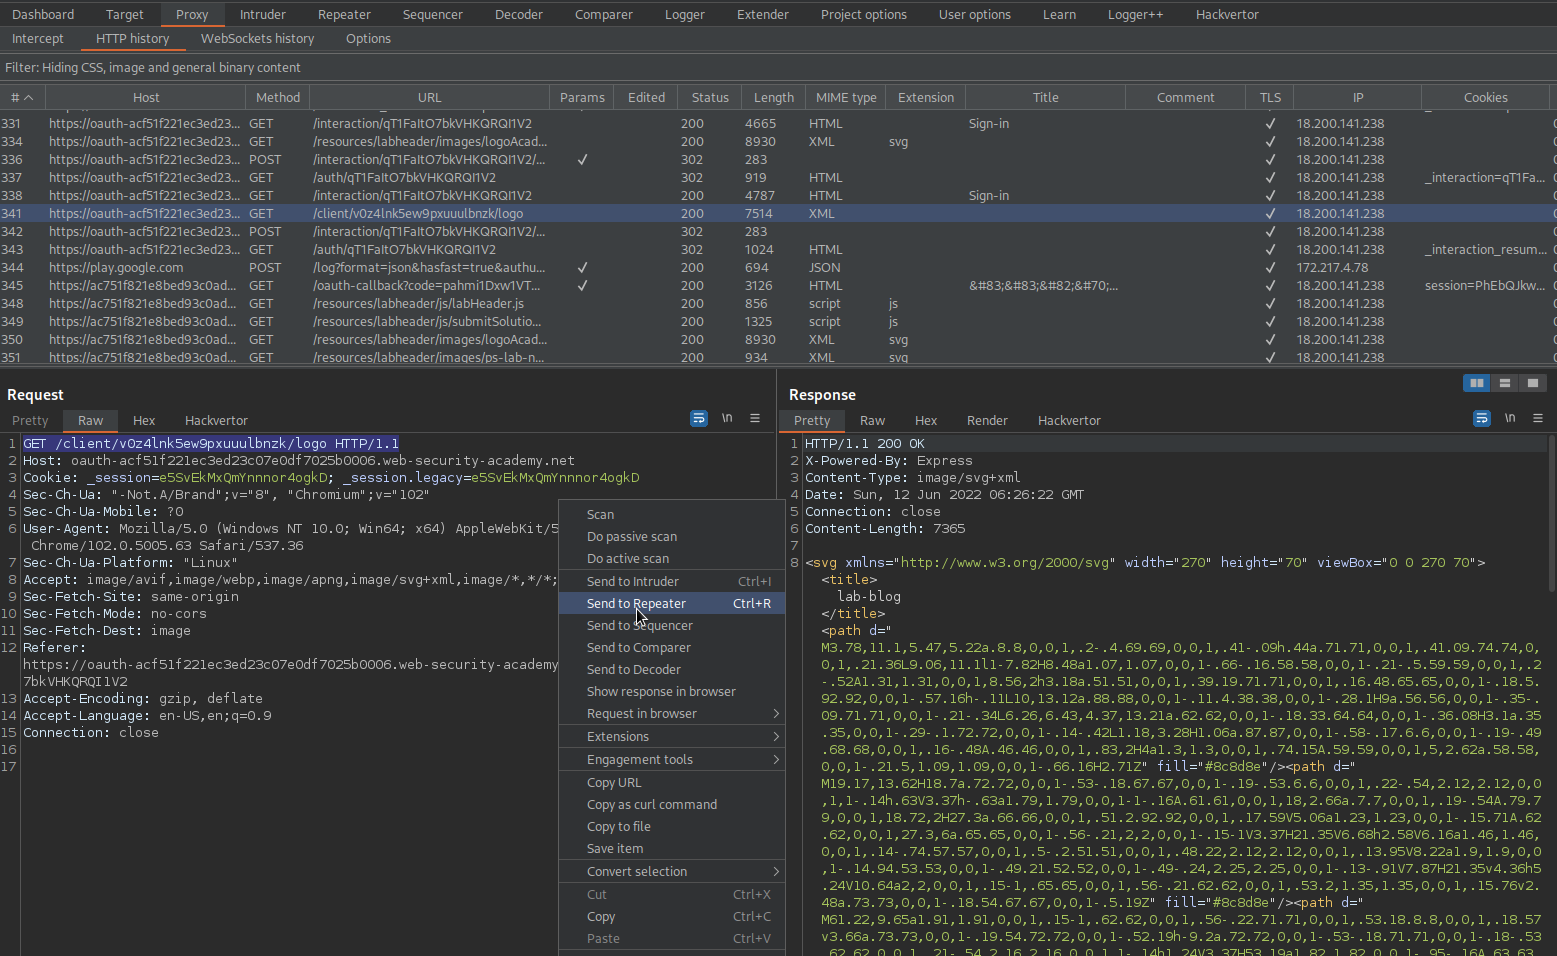 Dashboard Target Proxy Intruder Repeater Sequencer Decoder Comparer Logger Extender Project options User options Learn Logger++ Hackvertor
Intercept HTTP history WebSockets history Options
Filter: Hiding CSS, image and general binary content
# Host Method URL Params Edited Status Length MIME type Extension Title Comment TLS IP Cookies
331 https://oauth-acf51f221ec3ed23... GET /interaction/qT1FaItO7bkVHKQRQI1V2 200 4665 HTML Sign-in ✓ 18.200.141.238
334 https://oauth-acf51f221ec3ed23... GET /resources/labheader/images/logoAcad... 200 8930 XML svg ✓ 18.200.141.238
336 https://oauth-acf51f221ec3ed23... POST /interaction/qT1FaItO7bkVHKQRQI1V2/... ✓ 302 283 ✓ 18.200.141.238
337 https://oauth-acf51f221ec3ed23... GET /auth/qT1FaItO7bkVHKQRQI1V2 302 919 HTML ✓ 18.200.141.238 _interaction=qT1Fa...
338 https://oauth-acf51f221ec3ed23... GET /interaction/qT1FaItO7bkVHKQRQI1V2 200 4787 HTML Sign-in ✓ 18.200.141.238
341 https://oauth-acf51f221ec3ed23... GET /client/v0z4lnk5ew9pxuuulbnzk/logo 200 7514 XML ✓ 18.200.141.238
342 https://oauth-acf51f221ec3ed23... POST /interaction/qT1FaItO7bkVHKQRQI1V2/... 302 283 ✓ 18.200.141.238
343 https://oauth-acf51f221ec3ed23... GET /auth/qT1FaItO7bkVHKQRQI1V2 302 1024 HTML ✓ 18.200.141.238 _interaction_resum...
344 https://play.google.com POST /log?format=json&hasfast=true&authu... ✓ 200 694 JSON ✓ 172.217.4.78
345 https://ac751f821e8bed93c0ad... GET /oauth-callback?code=pahmi1Dxw1VT... ✓ 200 3126 HTML &#83;&#83;&#82;&#70;... ✓ 18.200.141.238 session=PhEbQJkw...
348 https://ac751f821e8bed93c0ad... GET /resources/labheader/js/labHeader.js 200 856 script js ✓ 18.200.141.238
349 https://ac751f821e8bed93c0ad... GET /resources/labheader/js/submitSolutio... 200 1325 script js ✓ 18.200.141.238
350 https://ac751f821e8bed93c0ad... GET /resources/labheader/images/logoAcad... 200 8930 XML svg ✓ 18.200.141.238
351 https://ac751f821e8bed93c0ad... GET /resources/labheader/images/ps-lab-n... 200 934 XML svg ✓ 18.200.141.238
Request
Pretty Raw Hex Hackvertor \n
1 GET /client/v0z4lnk5ew9pxuuulbnzk/logo HTTP/1.1
2 Host: oauth-acf51f221ec3ed23c07e0df7025b0006.web-security-academy.net
3 Cookie: _session=e5SvEkMxQmYnnnor4ogkD; _session.legacy=e5SvEkMxQmYnnnor4ogkD
4 Sec-Ch-Ua: "-Not.A/Brand";v="8", "Chromium";v="102"
5 Sec-Ch-Ua-Mobile: ?0
6 User-Agent: Mozilla/5.0 (Windows NT 10.0; Win64; x64) AppleWebKit/5
Chrome/102.0.5005.63 Safari/537.36
7 Sec-Ch-Ua-Platform: "Linux"
8 Accept: image/avif,image/webp,image/apng,image/svg+xml,image/*,*/*;
9 Sec-Fetch-Site: same-origin
10 Sec-Fetch-Mode: no-cors
11 Sec-Fetch-Dest: image
12 Referer:
https://oauth-acf51f221ec3ed23c07e0df7025b0006.web-security-academy
7bkVHKQRQI1V2
13 Accept-Encoding: gzip, deflate
14 Accept-Language: en-US,en;q=0.9
15 Connection: close
16
17
Scan
Do passive scan
Do active scan
Send to Intruder Ctrl+I
Send to Repeater Ctrl+R
Send to Sequencer
Send to Comparer
Send to Decoder
Show response in browser
Request in browser
Extensions
Engagement tools
Copy URL
Copy as curl command
Copy to file
Save item
Convert selection
Cut Ctrl+X
Copy Ctrl+C
Paste Ctrl+V
Response
Pretty Raw Hex Render Hackvertor \n
1 HTTP/1.1 200 OK
2 X-Powered-By: Express
3 Content-Type: image/svg+xml
4 Date: Sun, 12 Jun 2022 06:26:22 GMT
5 Connection: close
6 Content-Length: 7365
7
8 <svg xmlns="http://www.w3.org/2000/svg" width="270" height="70" viewBox="0 0 270 70">
<title>
lab-blog
</title>
<path d="
M3.78,11.1,5.47,5.22a.8.8,0,0,1,.2-.4.69.69,0,0,1,.41-.09h.44a.71.71,0,0,1,.41.09.74.74,
0,0,1,.21.36L9.06,11.1l1-7.82H8.48a1.07,1.07,0,0,1-.66-.16.58.58,0,0,1-.21-.5.59.59,0,0,1,.2
-.52A1.31,1.31,0,0,1,8.56,2h3.18a.51.51,0,0,1,.39.19.71.71,0,0,1,.16.48.65.65,0,0,1-.18.5.
92.92,0,0,1-.57.16h-.11L10,13.12a.88.88,0,0,1-.11.4.38.38,0,0,1-.28.1H9a.56.56,0,0,1-.35-.
09.71.71,0,0,1-.21-.34L6.26,6.43,4.37,13.21a.62.62,0,0,1-.18.33.64.64,0,0,1-.36.08H3.1a.35
.35,0,0,1-.29-.1.72.72,0,0,1-.14-.42L1.18,3.28H1.06a.87.87,0,0,1-.58-.17.6.6,0,0,1-.19-.49
.68.68,0,0,1,.16-.48A.46.46,0,0,1,.83,2H4a1.3,1.3,0,0,1,.74.15A.59.59,0,0,1,5,2.62a.58.58,
0,0,1-.21.5,1.09,1.09,0,0,1-.66.16H2.71Z" fill="#8c8d8e"/><path d="
M19.17,13.62H18.7a.72.72,0,0,1-.53-.18.67.67,0,0,1-.19-.53.6.6,0,0,1,.22-.54,2.12,2.12,0,0
,1,1-.14h.63V3.37h-.63a1.79,1.79,0,0,1-1-.16A.61.61,0,0,1,18,2.66a.7.7,0,0,1,.19-.54A.79.7
9,0,0,1,18.72,2H27.3a.66.66,0,0,1,.51.2.92.92,0,0,1,.17.59V5.06a1.23,1.23,0,0,1-.15.71A.62
.62,0,0,1,27.3,6a.65.65,0,0,1-.56-.21,2,2,0,0,1-.15-1V3.37H21.35V6.68h2.58V6.16a1.46,1.46,
0,0,1,.14-.74.57.57,0,0,1,.5-.2.51.51,0,0,1,.48.22,2.12,2.12,0,0,1,.13.95V8.22a1.9,1.9,0,0
,1-.14.94.53.53,0,0,1-.49.21.52.52,0,0,1-.49-.24,2.25,2.25,0,0,1-.13-.91V7.87H21.35v4.36h5
.24V10.64a2,2,0,0,1,.15-1,.65.65,0,0,1,.56-.21.62.62,0,0,1,.53.2,1.35,1.35,0,0,1,.15.76v2.
48a.73.73,0,0,1-.18.54.67.67,0,0,1-.5.19Z" fill="#8c8d8e"/><path d="
M61.22,9.65a1.91,1.91,0,0,1,.15-1,.62.62,0,0,1,.56-.22.71.71,0,0,1,.53.18.8.8,0,0,1,.18.57
v3.66a.73.73,0,0,1-.19.54.72.72,0,0,1-.52.19h-9.2a.72.72,0,0,1-.53-.18.71.71,0,0,1-.18-.53